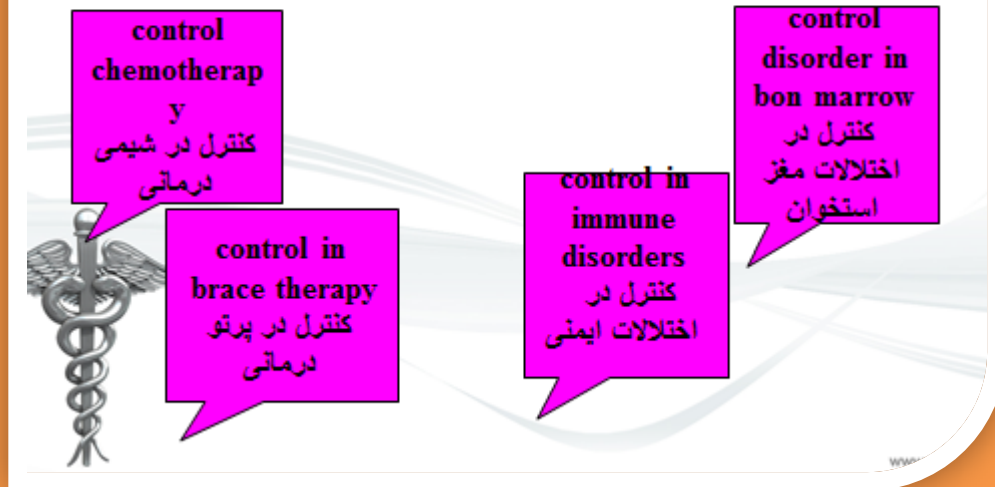 control
chemotherap
y
کنترل در شیمی
درمانی
control in
brace therapy
کنترل در پرتو
درمانی
control in
immune
disorders
کنترل در
اختلالات ایمنی
control
disorder in
bon marrow
کنترل در
اختلالات مغز
استخوان
www